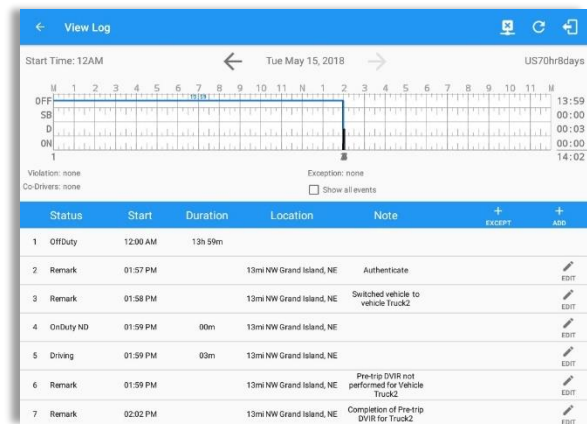 View Log
Start Time: 12AM
Tue May 15, 2018
US70hr8days
M 1 2 3 4 5 6 7 8 9 10 11 N 1 2 3 4 5 6 7 8 9 10 11 M
OFF 13:59
SB 00:00
D 00:03
ON 00:00
1 14:02
Violation: none
Exception: none
Co-Drivers: none
Show all events
Status Start Duration Location Note + EXCEPT + ADD
1 OffDuty 12:00 AM 13h 59m
2 Remark 01:57 PM 13mi NW Grand Island, NE Authenticate EDIT
3 Remark 01:58 PM 13mi NW Grand Island, NE Switched vehicle to
vehicle Truck2 EDIT
4 OnDuty ND 01:59 PM 00m 13mi NW Grand Island, NE EDIT
5 Driving 01:59 PM 03m 13mi NW Grand Island, NE EDIT
6 Remark 01:59 PM 13mi NW Grand Island, NE Pre-trip DVIR not
performed for Vehicle
Truck2 EDIT
7 Remark 02:02 PM 13mi NW Grand Island, NE Completion of Pre-trip
DVIR for Truck2 EDIT